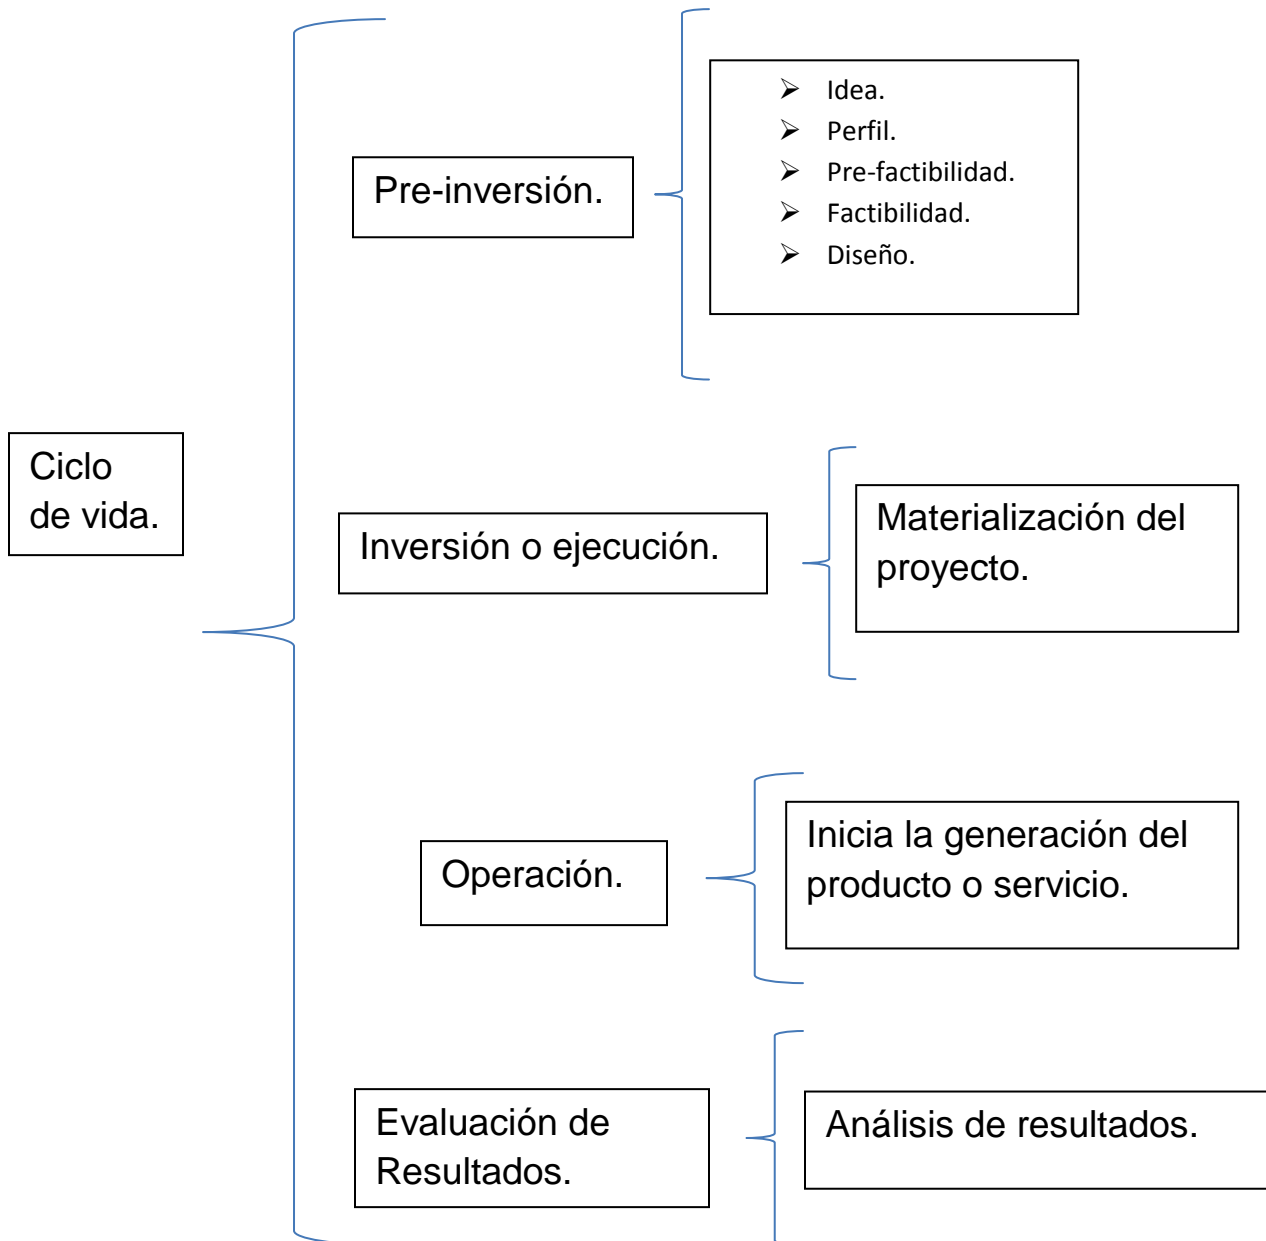 Ciclo
de vida.
Pre-inversión.
Idea.
Perfil.
Pre-factibilidad.
Factibilidad.
Diseño.
Inversión o ejecución.
Materialización del
proyecto.
Operación.
Inicia la generación del
producto o servicio.
Evaluación de
Resultados.
Análisis de resultados.